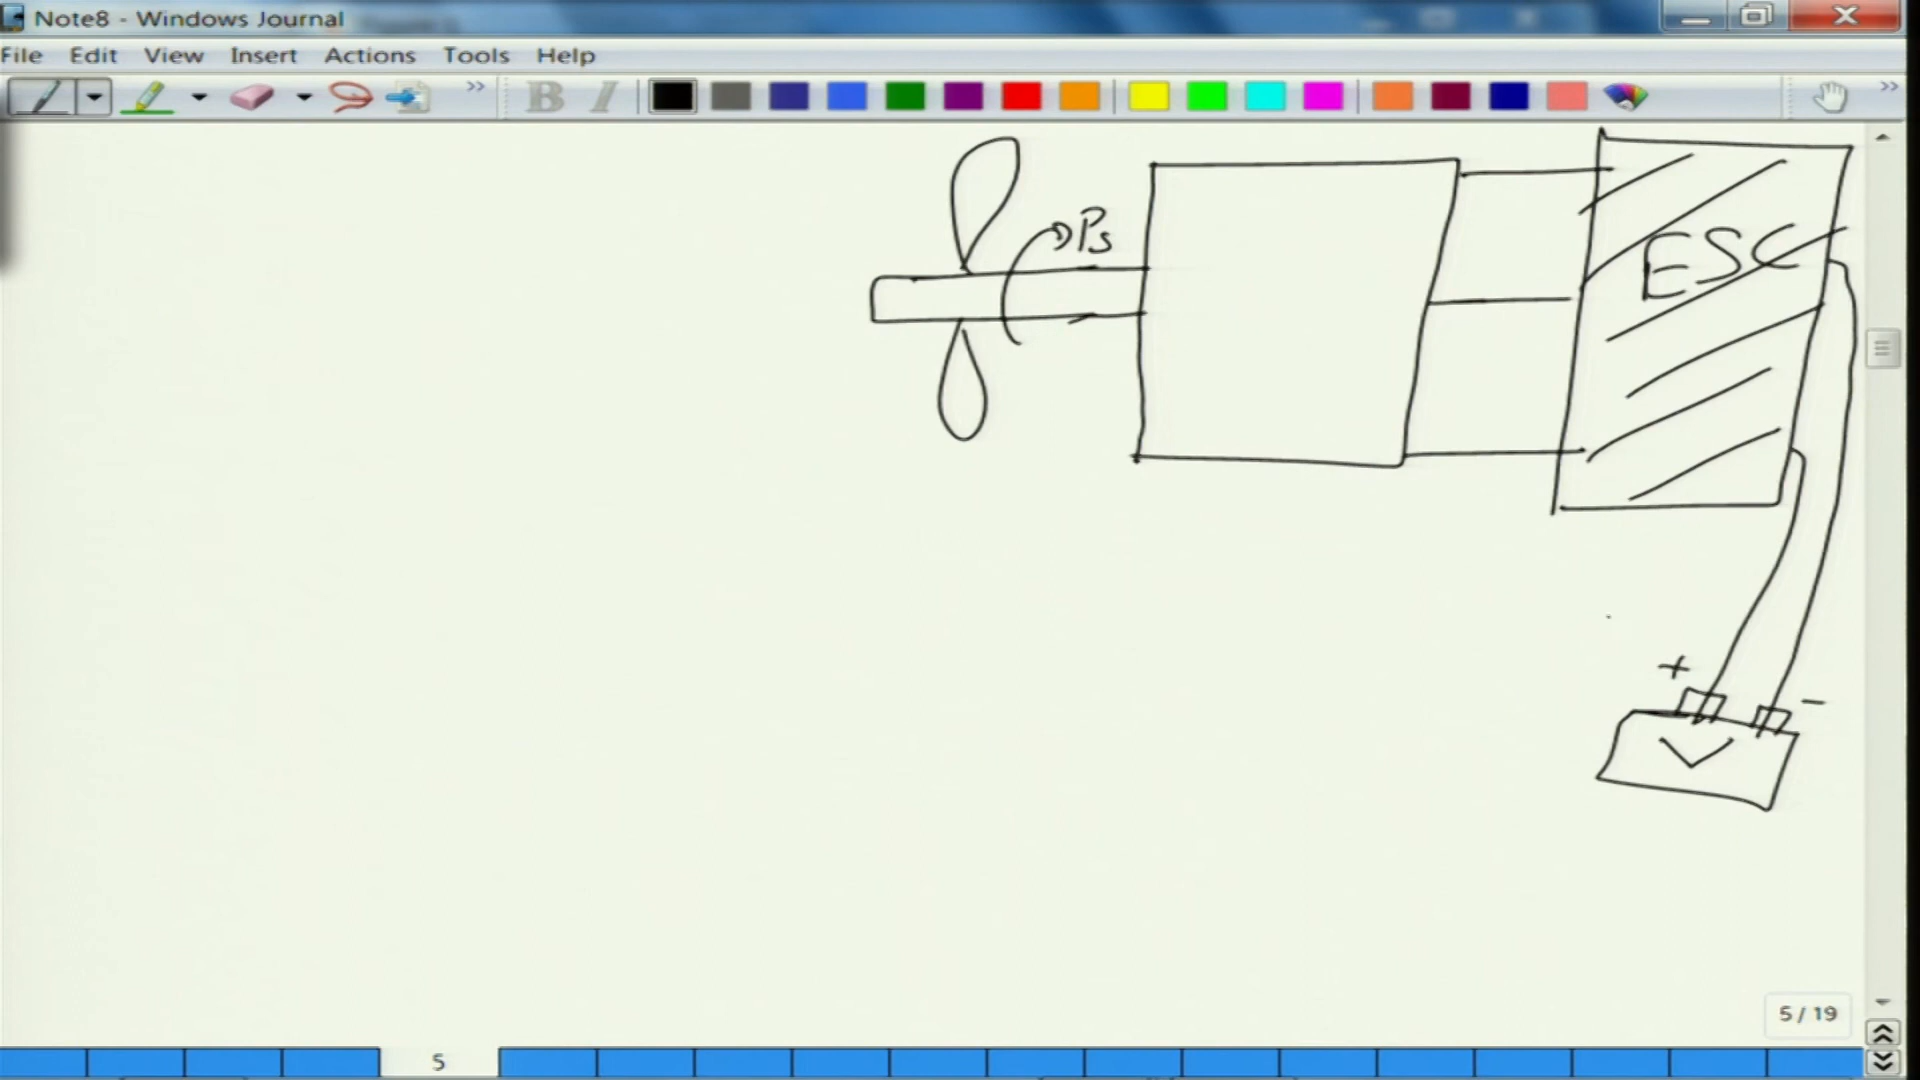 Note8 - Windows Journal
File Edit View Insert Actions Tools Help
B I
Ps
ESC
+ -
V
5 / 19
5